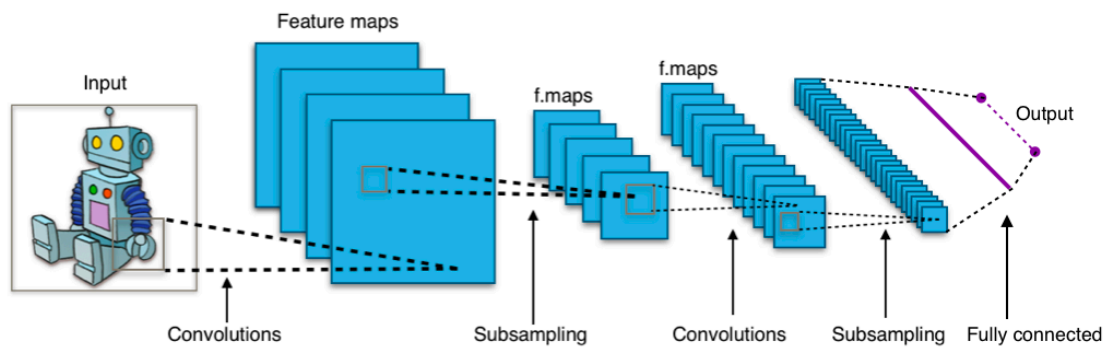 Feature maps
f.maps
Input
f.maps
Output
Convolutions
Subsampling
Convolutions
Subsampling
Fully connected